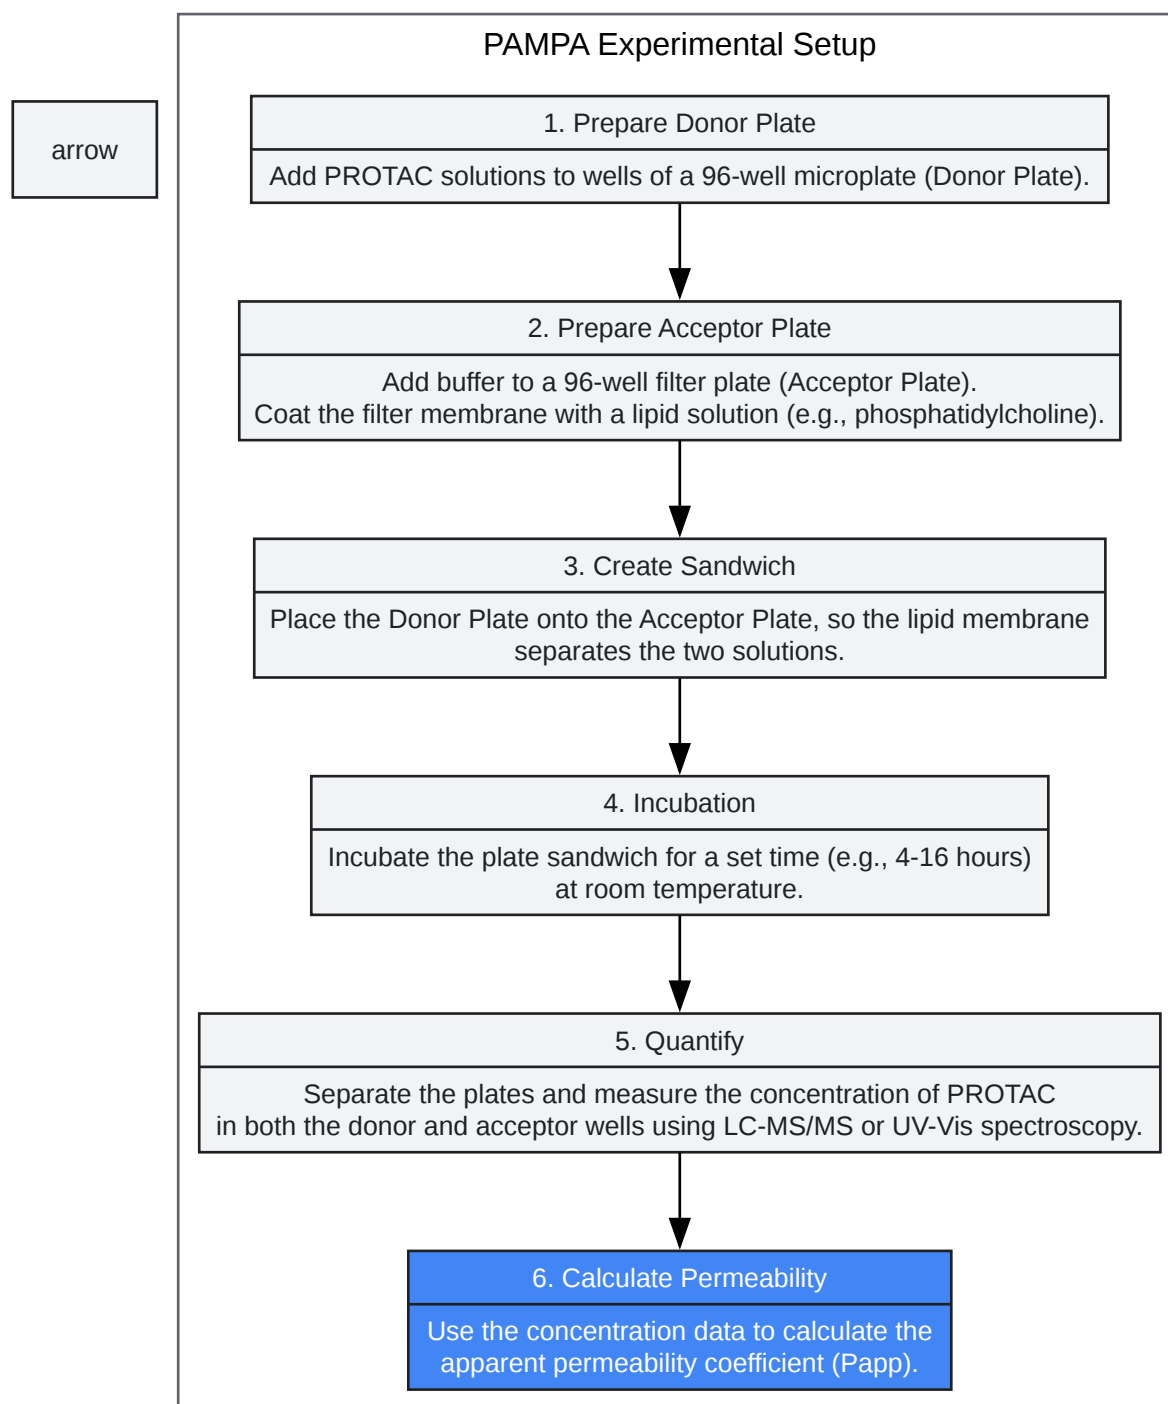 PAMPA Experimental Setup
arrow
1. Prepare Donor Plate
Add PROTAC solutions to wells of a 96-well microplate (Donor Plate).
2. Prepare Acceptor Plate
Add buffer to a 96-well filter plate (Acceptor Plate).
Coat the filter membrane with a lipid solution (e.g., phosphatidylcholine).
3. Create Sandwich
Place the Donor Plate onto the Acceptor Plate, so the lipid membrane
separates the two solutions.
4. Incubation
Incubate the plate sandwich for a set time (e.g., 4-16 hours)
at room temperature.
5. Quantify
Separate the plates and measure the concentration of PROTAC
in both the donor and acceptor wells using LC-MS/MS or UV-Vis spectroscopy.
6. Calculate Permeability
Use the concentration data to calculate the
apparent permeability coefficient (Papp).